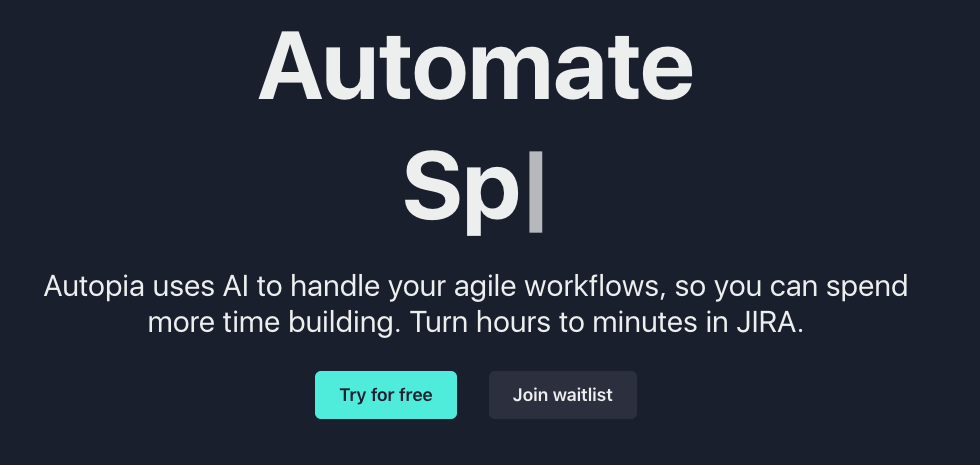 Automate
Sp
Autopia uses AI to handle your agile workflows, so you can spend
more time building. Turn hours to minutes in JIRA.
Try for free
Join waitlist